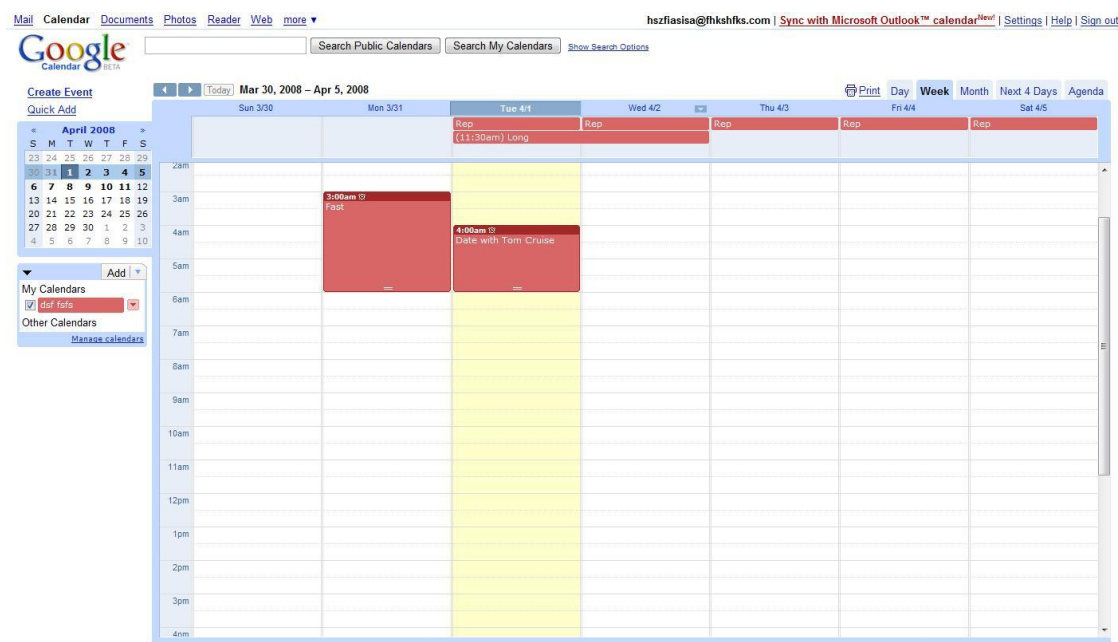 Mail Calendar Documents Photos Reader Web more ▼ hszfiasisa@fhkshfks.com | Sync with Microsoft Outlook™ calendar New! | Settings | Help | Sign out
Google Calendar BETA Search Public Calendars Search My Calendars Show Search Options
Create Event
Quick Add
Today Mar 30, 2008 – Apr 5, 2008 Print Day Week Month Next 4 Days Agenda
Sun 3/30 Mon 3/31 Tue 4/1 Wed 4/2 Thu 4/3 Fri 4/4 Sat 4/5
Rep Rep Rep Rep Rep
(11:30am) Long
« April 2008 »
S M T W T F S
23 24 25 26 27 28 29
30 31 1 2 3 4 5
6 7 8 9 10 11 12
13 14 15 16 17 18 19
20 21 22 23 24 25 26
27 28 29 30 1 2 3
4 5 6 7 8 9 10
Add
My Calendars
dsf fsfs
Other Calendars
Manage calendars
2am
3am
3:00am
Fast
4am
4:00am
Date with Tom Cruise
5am
6am
7am
8am
9am
10am
11am
12pm
1pm
2pm
3pm
4pm